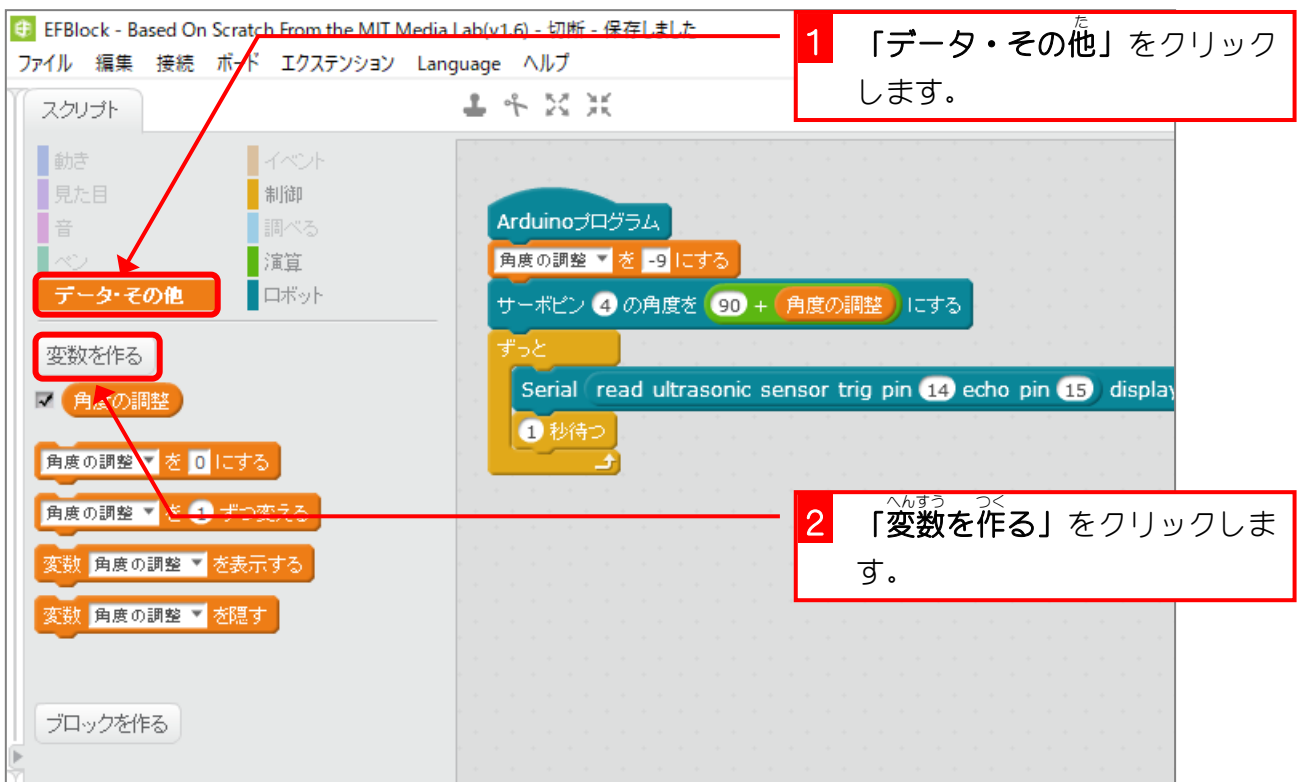 EFBlock - Based On Scratch From the MIT Media Lab(v1.6) - 切断 - 保存しました
ファイル 編集 接続 ボード エクステンション Language ヘルプ
スクリプト
動き
イベント
見た目
制御
音
調べる
ペン
演算
データ・その他
ロボット
変数を作る
角度の調整
角度の調整 を 0 にする
角度の調整 を 1 ずつ変える
変数 角度の調整 を表示する
変数 角度の調整 を隠す
ブロックを作る
Arduinoプログラム
角度の調整 を -9 にする
サーボピン 4 の角度を 90 + 角度の調整 にする
ずっと
Serial read ultrasonic sensor trig pin 14 echo pin 15 display
1 秒待つ
た
1 「データ・その他」をクリック
します。
へんすう つく
2 「変数を作る」をクリックしま
す。